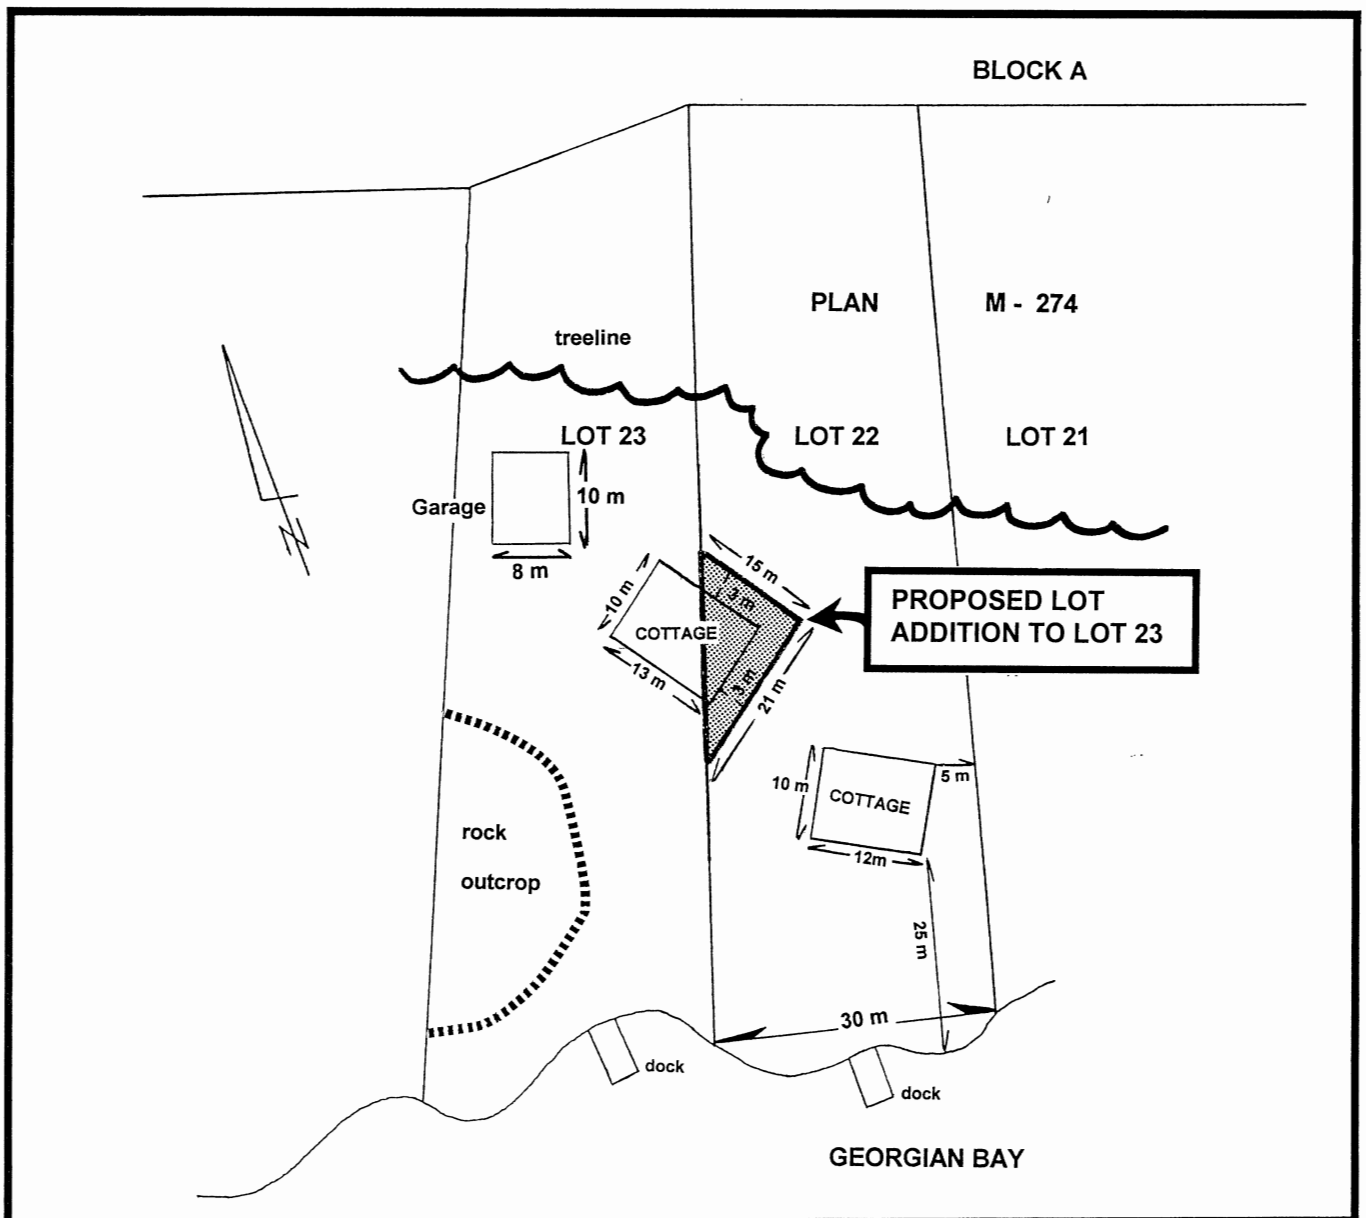 BLOCK A
PLAN M - 274
treeline
LOT 23 LOT 22 LOT 21
Garage
10 m
8 m
15 m
3 m
10 m
COTTAGE
13 m
3 m
21 m
PROPOSED LOT
ADDITION TO LOT 23
10 m
COTTAGE
5 m
12m
rock
outcrop
25 m
30 m
dock
dock
GEORGIAN BAY